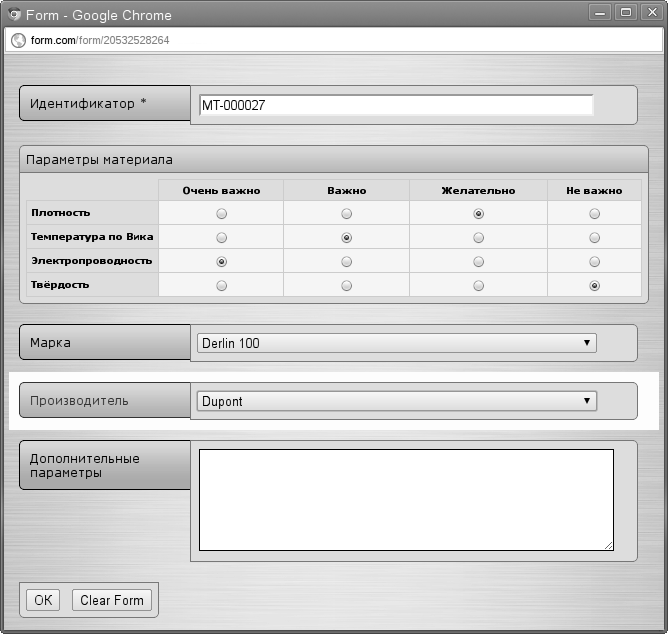 Form - Google Chrome
form.com/form/20532528264
Идентификатор *
MT-000027
Параметры материала
Очень важно Важно Желательно Не важно
Плотность
Температура по Вика
Электропроводность
Твёрдость
Марка
Derlin 100
Производитель
Dupont
Дополнительные
параметры
OK Clear Form